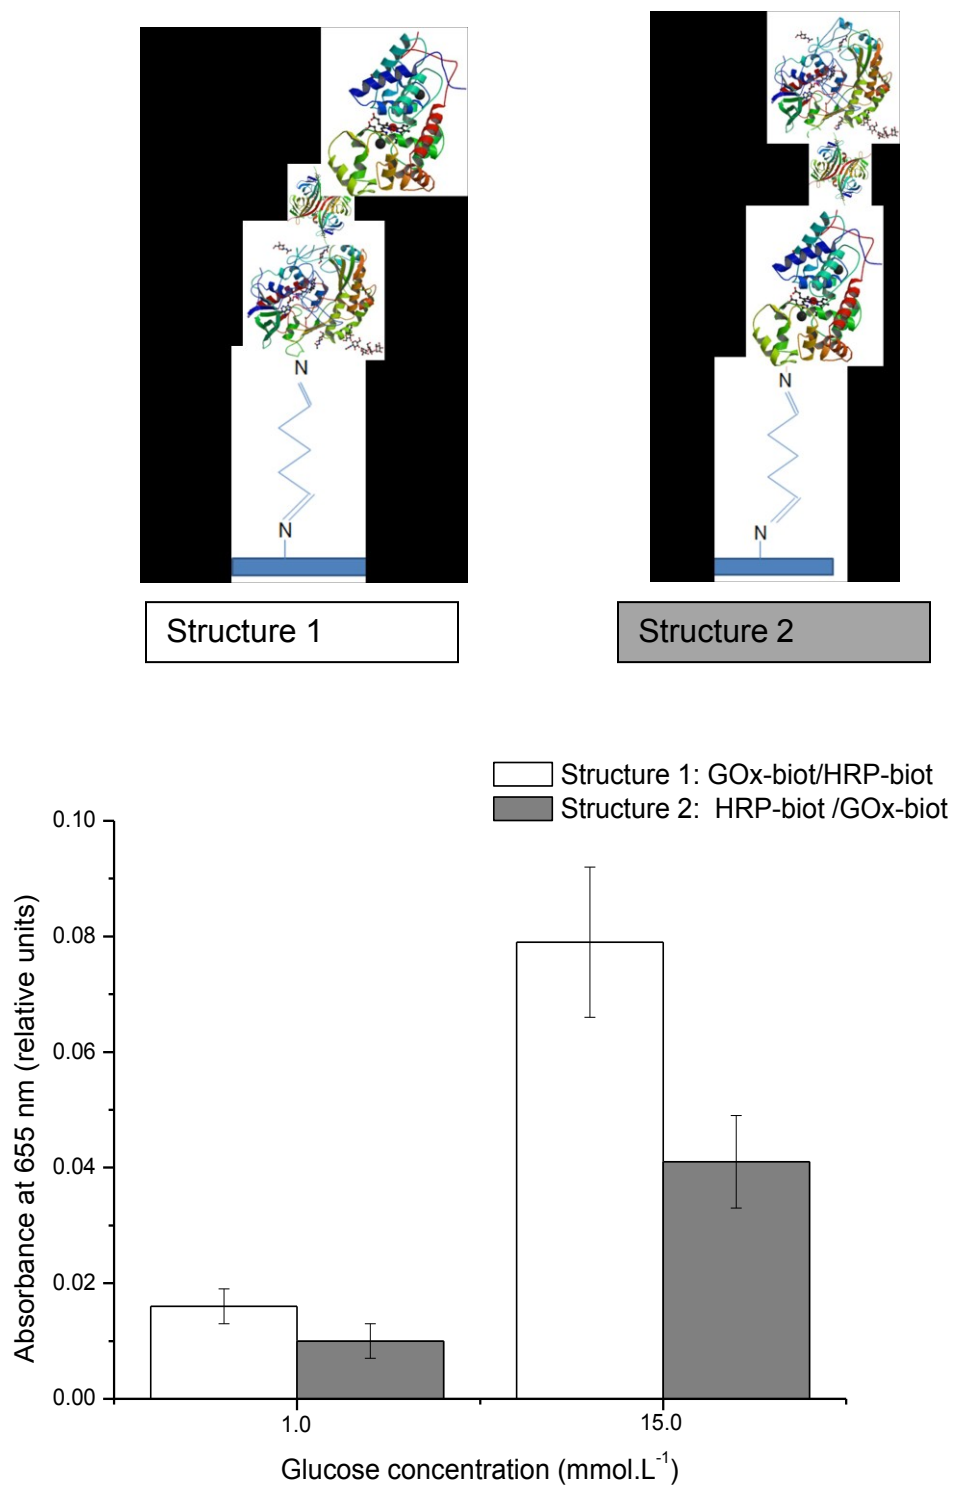 N
N
N
N
Structure 1
Structure 2
Structure 1: GOx-biot/HRP-biot
Structure 2: HRP-biot /GOx-biot
Absorbance at 655 nm (relative units)
0.10
0.08
0.06
0.04
0.02
0.00
1.0
15.0
Glucose concentration (mmol.L⁻¹)